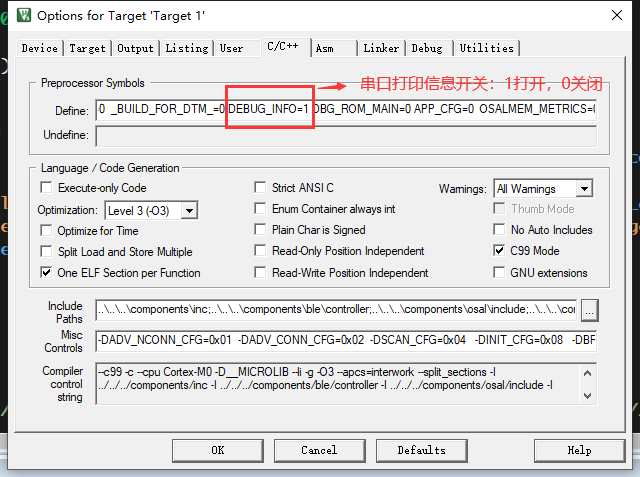 Options for Target 'Target 1'
Device Target Output Listing User C/C++ Asm Linker Debug Utilities
Preprocessor Symbols
串口打印信息开关：1打开，0关闭
Define: 0 _BUILD_FOR_DTM_=0 DEBUG_INFO=1 DBG_ROM_MAIN=0 APP_CFG=0 OSALMEM_METRICS=0
Undefine:
Language / Code Generation
Execute-only Code Strict ANSI C Warnings: All Warnings
Optimization: Level 3 (-O3) Enum Container always int Thumb Mode
Optimize for Time Plain Char is Signed No Auto Includes
Split Load and Store Multiple Read-Only Position Independent C99 Mode
One ELF Section per Function Read-Write Position Independent GNU extensions
Include Paths ..\..\..\components\inc;..\..\..\components\ble\controller;..\..\..\components\osal\include;..\..\..\cor ...
Misc Controls -DADV_NCONN_CFG=0x01 -DADV_CONN_CFG=0x02 -DSCAN_CFG=0x04 -DINIT_CFG=0x08 -DBF
Compiler control string --c99 -c --cpu Cortex-M0 -D__MICROLIB --li -g -O3 --apcs=interwork --split_sections -I
../../../components/inc -I ../../../components/ble/controller -I ../../../components/osal/include -I
OK Cancel Defaults Help